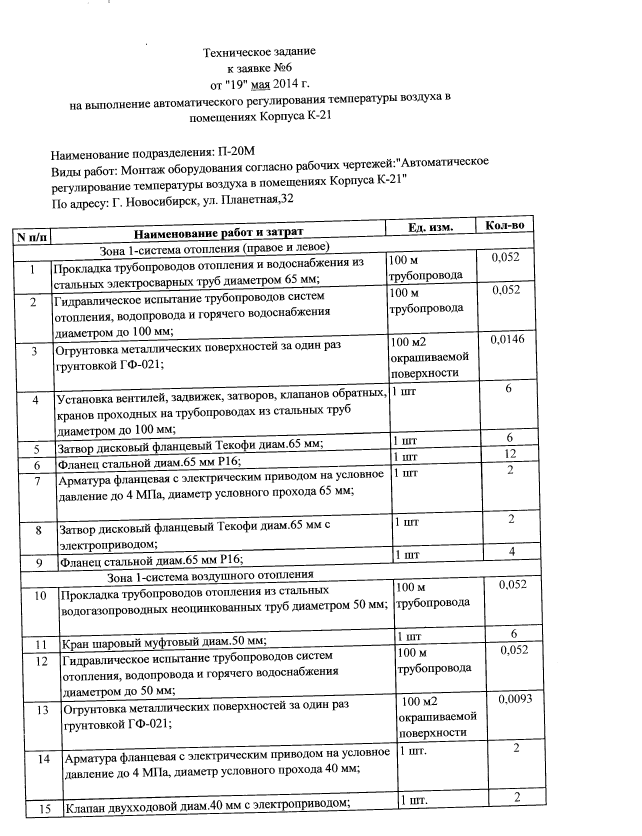 Техническое задание
к заявке №6
от "19" мая 2014 г.
на выполнение автоматического регулирования температуры воздуха в
помещениях Корпуса К-21
Наименование подразделения: П-20М
Виды работ: Монтаж оборудования согласно рабочих чертежей:"Автоматическое
регулирование температуры воздуха в помещениях Корпуса К-21"
По адресу: Г. Новосибирск, ул. Планетная,32
N п/п Наименование работ и затрат Ед. изм. Кол-во
Зона 1-система отопления (правое и левое)
1 Прокладка трубопроводов отопления и водоснабжения из 100 м 0,052
стальных электросварных труб диаметром 65 мм; трубопровода
2 Гидравлическое испытание трубопроводов систем 100 м 0,052
отопления, водопровода и горячего водоснабжения трубопровода
диаметром до 100 мм;
3 Огрунтовка металлических поверхностей за один раз 100 м2 0,0146
грунтовкой ГФ-021; окрашиваемой
поверхности
4 Установка вентилей, задвижек, затворов, клапанов обратных, 1 шт 6
кранов проходных на трубопроводах из стальных труб
диаметром до 100 мм;
5 Затвор дисковый фланцевый Текофи диам.65 мм; 1 шт 6
6 Фланец стальной диам.65 мм Р16; 1 шт 12
7 Арматура фланцевая с электрическим приводом на условное 1 шт 2
давление до 4 МПа, диаметр условного прохода 65 мм;
8 Затвор дисковый фланцевый Текофи диам.65 мм с 1 шт 2
электроприводом;
9 Фланец стальной диам.65 мм Р16; 1 шт 4
Зона 1-система воздушного отопления
10 Прокладка трубопроводов отопления из стальных 100 м 0,052
водогазопроводных неоцинкованных труб диаметром 50 мм; трубопровода
11 Кран шаровый муфтовый диам.50 мм; 1 шт 6
12 Гидравлическое испытание трубопроводов систем 100 м 0,052
отопления, водопровода и горячего водоснабжения трубопровода
диаметром до 50 мм;
13 Огрунтовка металлических поверхностей за один раз 100 м2 0,0093
грунтовкой ГФ-021; окрашиваемой
поверхности
14 Арматура фланцевая с электрическим приводом на условное 1 шт. 2
давление до 4 МПа, диаметр условного прохода 40 мм;
15 Клапан двухходовой диам.40 мм с электроприводом; 1 шт. 2